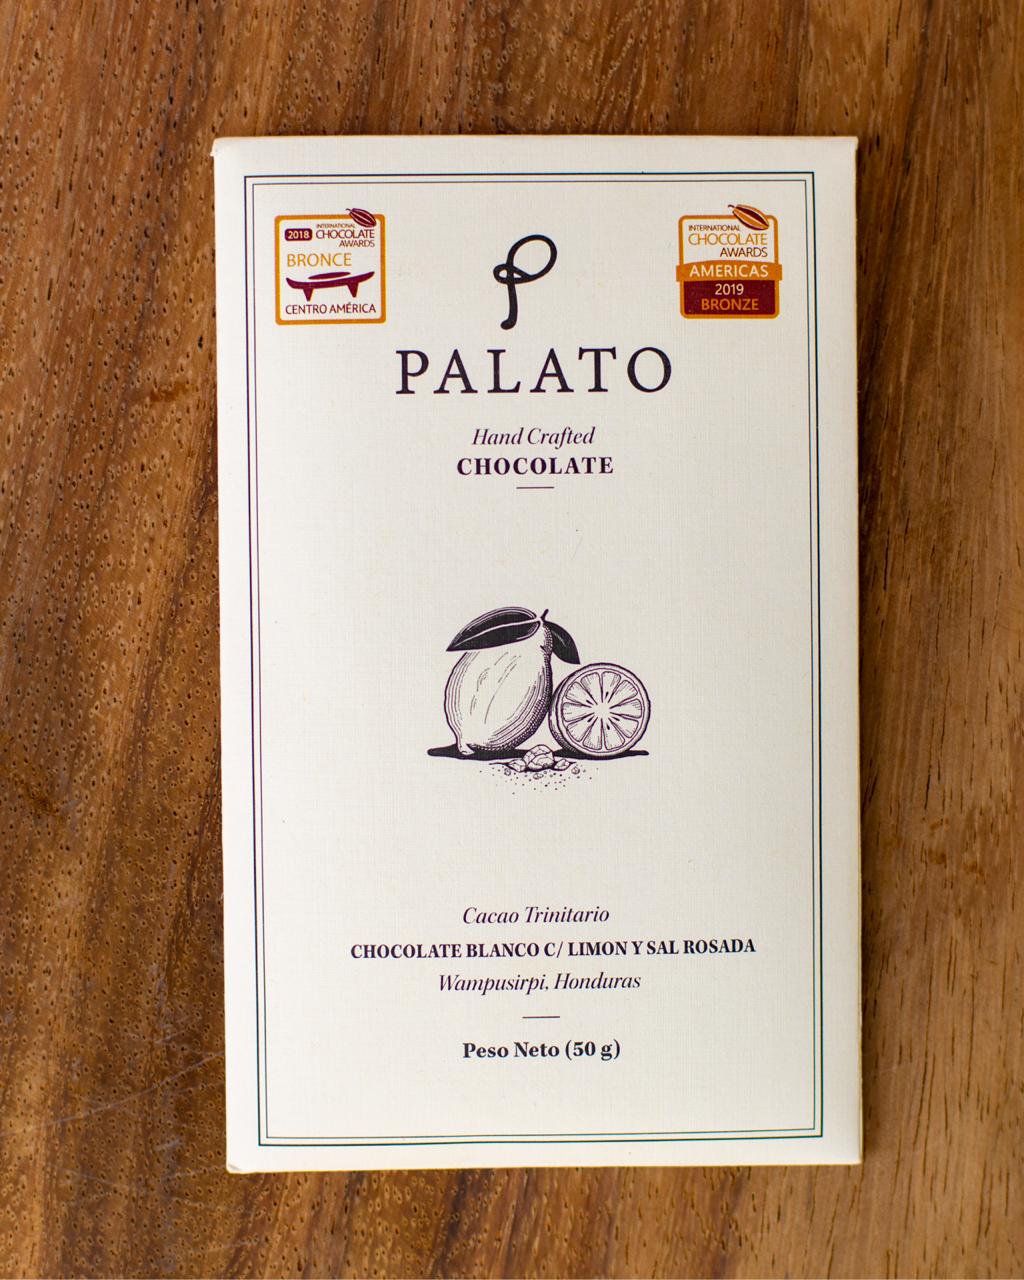 2018 INTERNATIONAL
CHOCOLATE
AWARDS
BRONCE
CENTRO AMÉRICA
INTERNATIONAL
CHOCOLATE
AWARDS
AMERICAS
2019
BRONZE
PALATO
Hand Crafted
CHOCOLATE
Cacao Trinitario
CHOCOLATE BLANCO C/ LIMON Y SAL ROSADA
Wampusirpi, Honduras
Peso Neto (50 g)